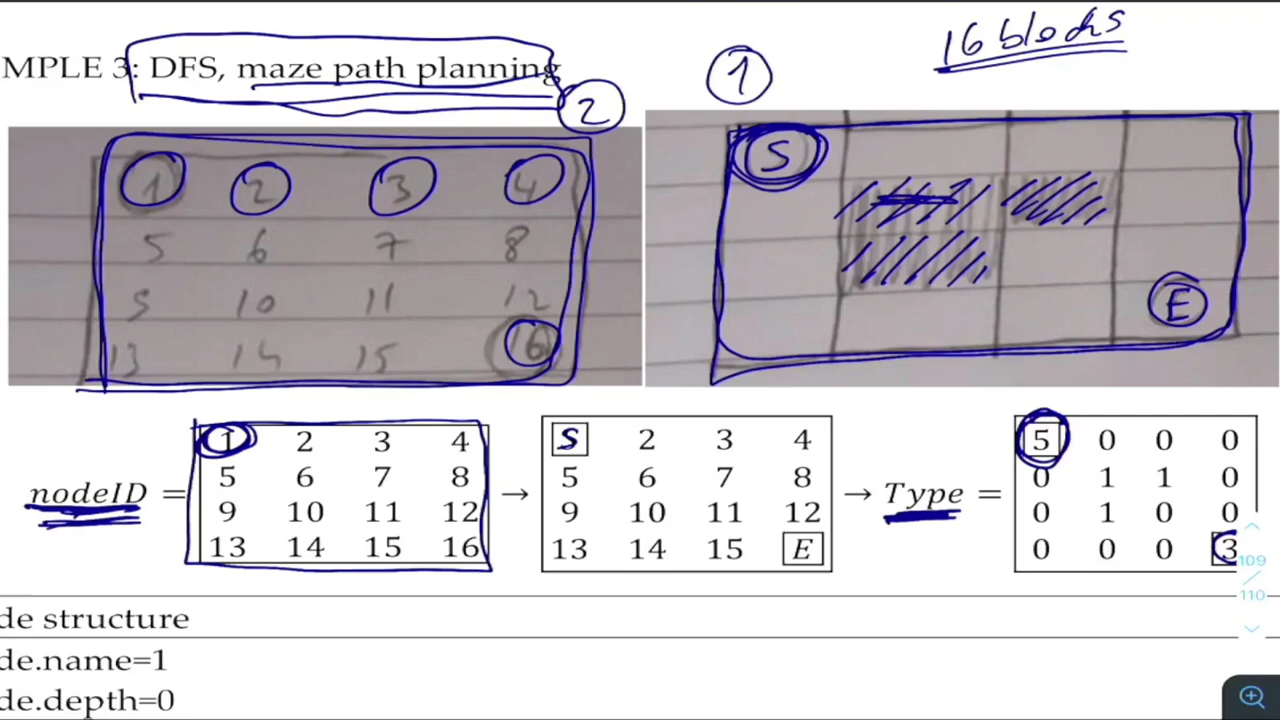 16 blocks
MPLE 3: DFS, maze path planning
1
2
1 2 3 4
5 6 7 8
9 10 11 12
13 14 15 16
S
E
nodeID =
1 2 3 4
5 6 7 8
9 10 11 12
13 14 15 16
→
S 2 3 4
5 6 7 8
9 10 11 12
13 14 15 E
→ Type =
5 0 0 0
0 1 1 0
0 1 0 0
0 0 0 3
109
/
110
de structure
de.name=1
de.depth=0